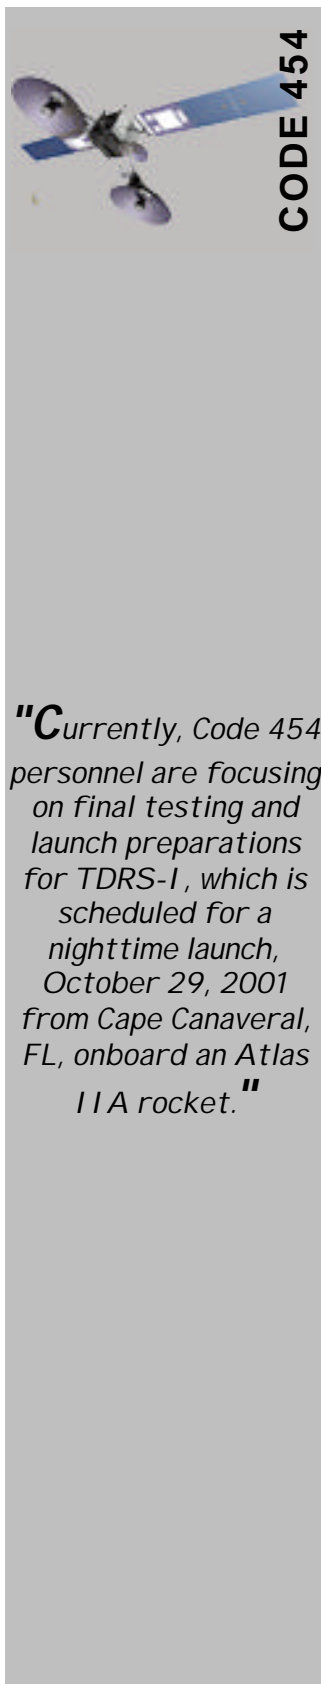 CODE 454
"Currently, Code 454
personnel are focusing
on final testing and
launch preparations
for TDRS-I, which is
scheduled for a
nighttime launch,
October 29, 2001
from Cape Canaveral,
FL, onboard an Atlas
IIA rocket."